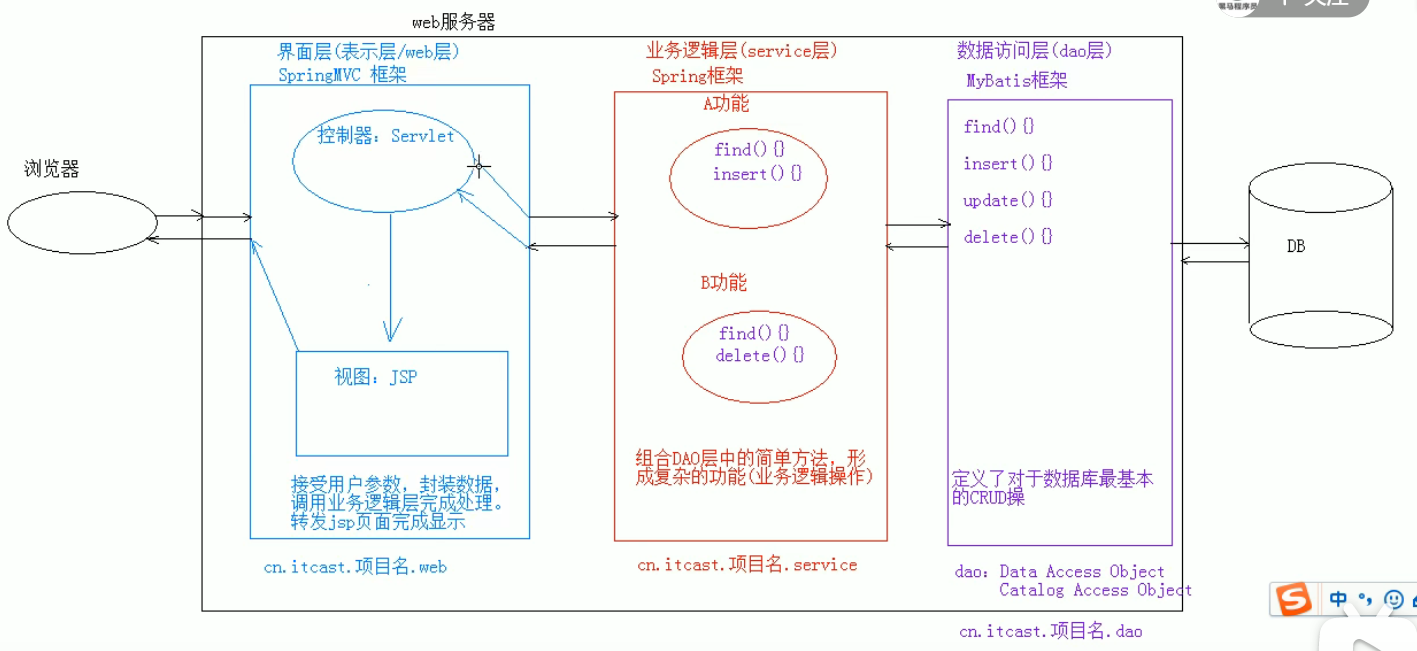 黑马程序员
关注
web服务器
界面层(表示层/web层)
SpringMVC 框架
控制器：Servlet
视图：JSP
接受用户参数，封装数据，
调用业务逻辑层完成处理。
转发jsp页面完成显示
cn.itcast.项目名.web
浏览器
业务逻辑层(service层)
Spring框架
A功能
find(){}
insert(){}
B功能
find(){}
delete(){}
组合DAO层中的简单方法，形
成复杂的功能(业务逻辑操作)
cn.itcast.项目名.service
数据访问层(dao层)
MyBatis框架
find(){}
insert(){}
update(){}
delete(){}
定义了对于数据库最基本
的CRUD操
dao：Data Access Object
Catalog Access Object
cn.itcast.项目名.dao
DB
S 中 °,